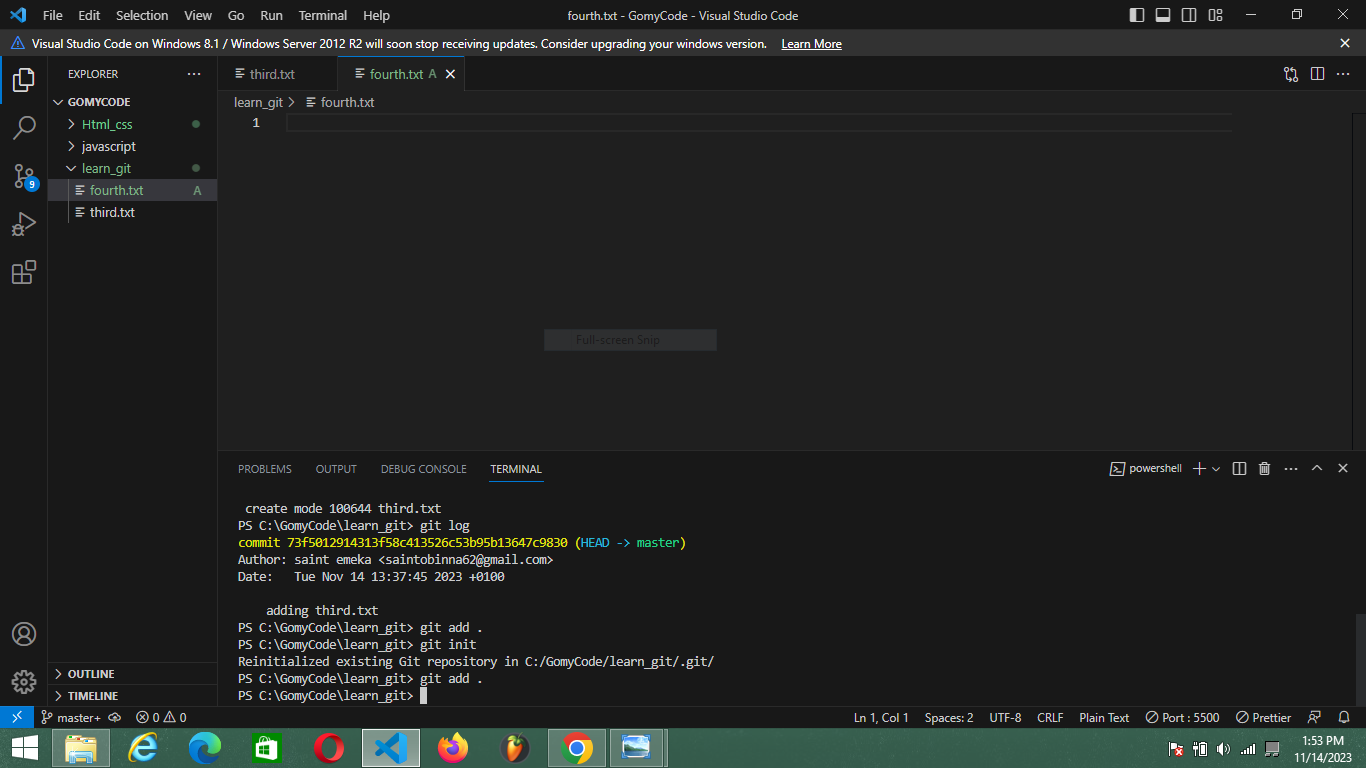 File Edit Selection View Go Run Terminal Help fourth.txt - GomyCode - Visual Studio Code
Visual Studio Code on Windows 8.1 / Windows Server 2012 R2 will soon stop receiving updates. Consider upgrading your windows version. Learn More
EXPLORER
GOMYCODE
Html_css
javascript
learn_git
fourth.txt A
third.txt
OUTLINE
TIMELINE
9
third.txt fourth.txt A
learn_git > fourth.txt
1
Full-screen Snip
PROBLEMS OUTPUT DEBUG CONSOLE TERMINAL powershell
create mode 100644 third.txt
PS C:\GomyCode\learn_git> git log
commit 73f5012914313f58c413526c53b95b13647c9830 (HEAD -> master)
Author: saint emeka <saintobinna62@gmail.com>
Date:   Tue Nov 14 13:37:45 2023 +0100
adding third.txt
PS C:\GomyCode\learn_git> git add .
PS C:\GomyCode\learn_git> git init
Reinitialized existing Git repository in C:/GomyCode/learn_git/.git/
PS C:\GomyCode\learn_git> git add .
PS C:\GomyCode\learn_git>
master+ 0 0 Ln 1, Col 1 Spaces: 2 UTF-8 CRLF Plain Text Port : 5500 Prettier
1:53 PM
11/14/2023